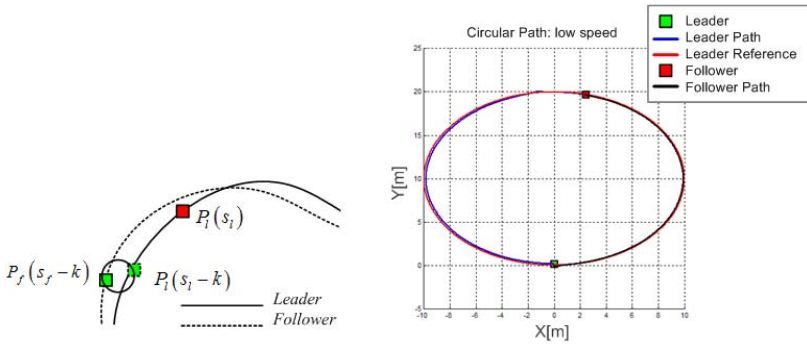 P_l(s_l)
P_f(s_f − k)
P_l(s_l − k)
Leader
Follower
Circular Path: low speed
Leader
Leader Path
Leader Reference
Follower
Follower Path
25
20
15
10
5
0
-5
Y[m]
-10 -8 -6 -4 -2 0 2 4 6 8 10
X[m]